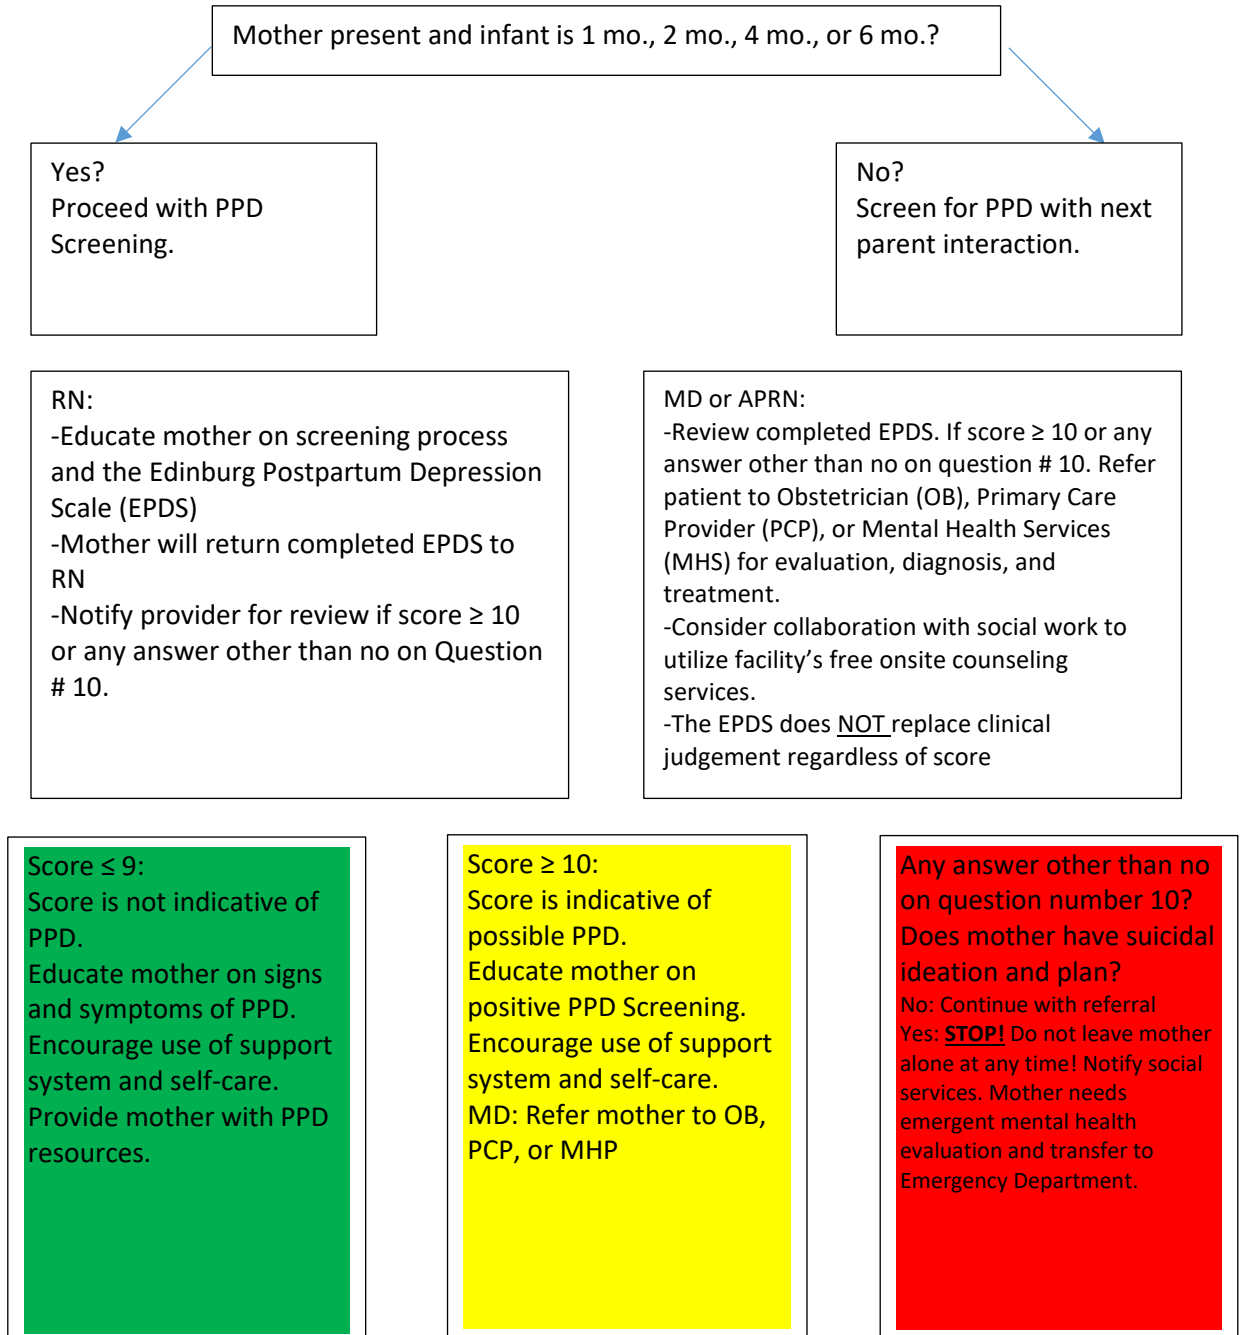 Mother present and infant is 1 mo., 2 mo., 4 mo., or 6 mo.?
Yes?
Proceed with PPD
Screening.
No?
Screen for PPD with next
parent interaction.
RN:
-Educate mother on screening process
and the Edinburg Postpartum Depression
Scale (EPDS)
-Mother will return completed EPDS to
RN
-Notify provider for review if score ≥ 10
or any answer other than no on Question
# 10.
MD or APRN:
-Review completed EPDS. If score ≥ 10 or any
answer other than no on question # 10. Refer
patient to Obstetrician (OB), Primary Care
Provider (PCP), or Mental Health Services
(MHS) for evaluation, diagnosis, and
treatment.
-Consider collaboration with social work to
utilize facility’s free onsite counseling
services.
-The EPDS does NOT replace clinical
judgement regardless of score
Score ≤ 9:
Score is not indicative of
PPD.
Educate mother on signs
and symptoms of PPD.
Encourage use of support
system and self-care.
Provide mother with PPD
resources.
Score ≥ 10:
Score is indicative of
possible PPD.
Educate mother on
positive PPD Screening.
Encourage use of support
system and self-care.
MD: Refer mother to OB,
PCP, or MHP
Any answer other than no
on question number 10?
Does mother have suicidal
ideation and plan?
No: Continue with referral
Yes: STOP! Do not leave mother
alone at any time! Notify social
services. Mother needs
emergent mental health
evaluation and transfer to
Emergency Department.